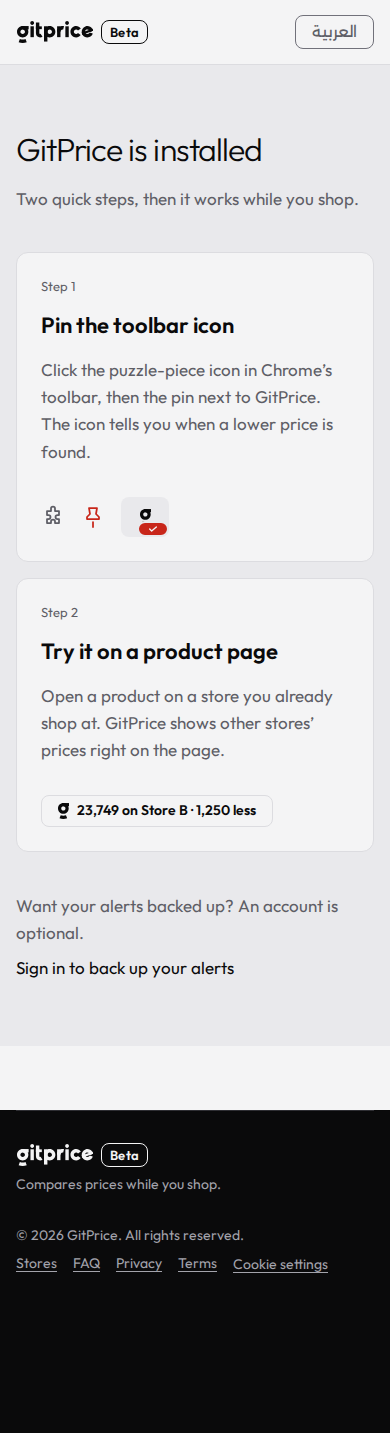 gitprice Beta
العربية
GitPrice is installed
Two quick steps, then it works while you shop.
Step 1
Pin the toolbar icon
Click the puzzle-piece icon in Chrome’s
toolbar, then the pin next to GitPrice.
The icon tells you when a lower price is
found.
Step 2
Try it on a product page
Open a product on a store you already
shop at. GitPrice shows other stores’
prices right on the page.
23,749 on Store B · 1,250 less
Want your alerts backed up? An account is
optional.
Sign in to back up your alerts
gitprice Beta
Compares prices while you shop.
© 2026 GitPrice. All rights reserved.
Stores FAQ Privacy Terms Cookie settings